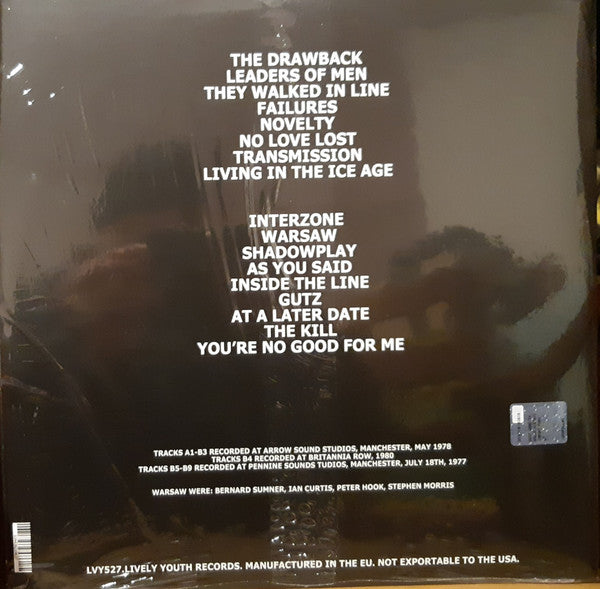 THE DRAWBACK
LEADERS OF MEN
THEY WALKED IN LINE
FAILURES
NOVELTY
NO LOVE LOST
TRANSMISSION
LIVING IN THE ICE AGE
INTERZONE
WARSAW
SHADOWPLAY
AS YOU SAID
INSIDE THE LINE
GUTZ
AT A LATER DATE
THE KILL
YOU'RE NO GOOD FOR ME
TRACKS A1-B3 RECORDED AT ARROW SOUND STUDIOS, MANCHESTER, MAY 1978
TRACKS B4 RECORDED AT BRITANNIA ROW, 1980
TRACKS B5-B9 RECORDED AT PENNINE SOUNDS TUDIOS, MANCHESTER, JULY 18TH, 1977
WARSAW WERE: BERNARD SUMNER, IAN CURTIS, PETER HOOK, STEPHEN MORRIS
LVY527.LIVELY YOUTH RECORDS. MANUFACTURED IN THE EU. NOT EXPORTABLE TO THE USA.